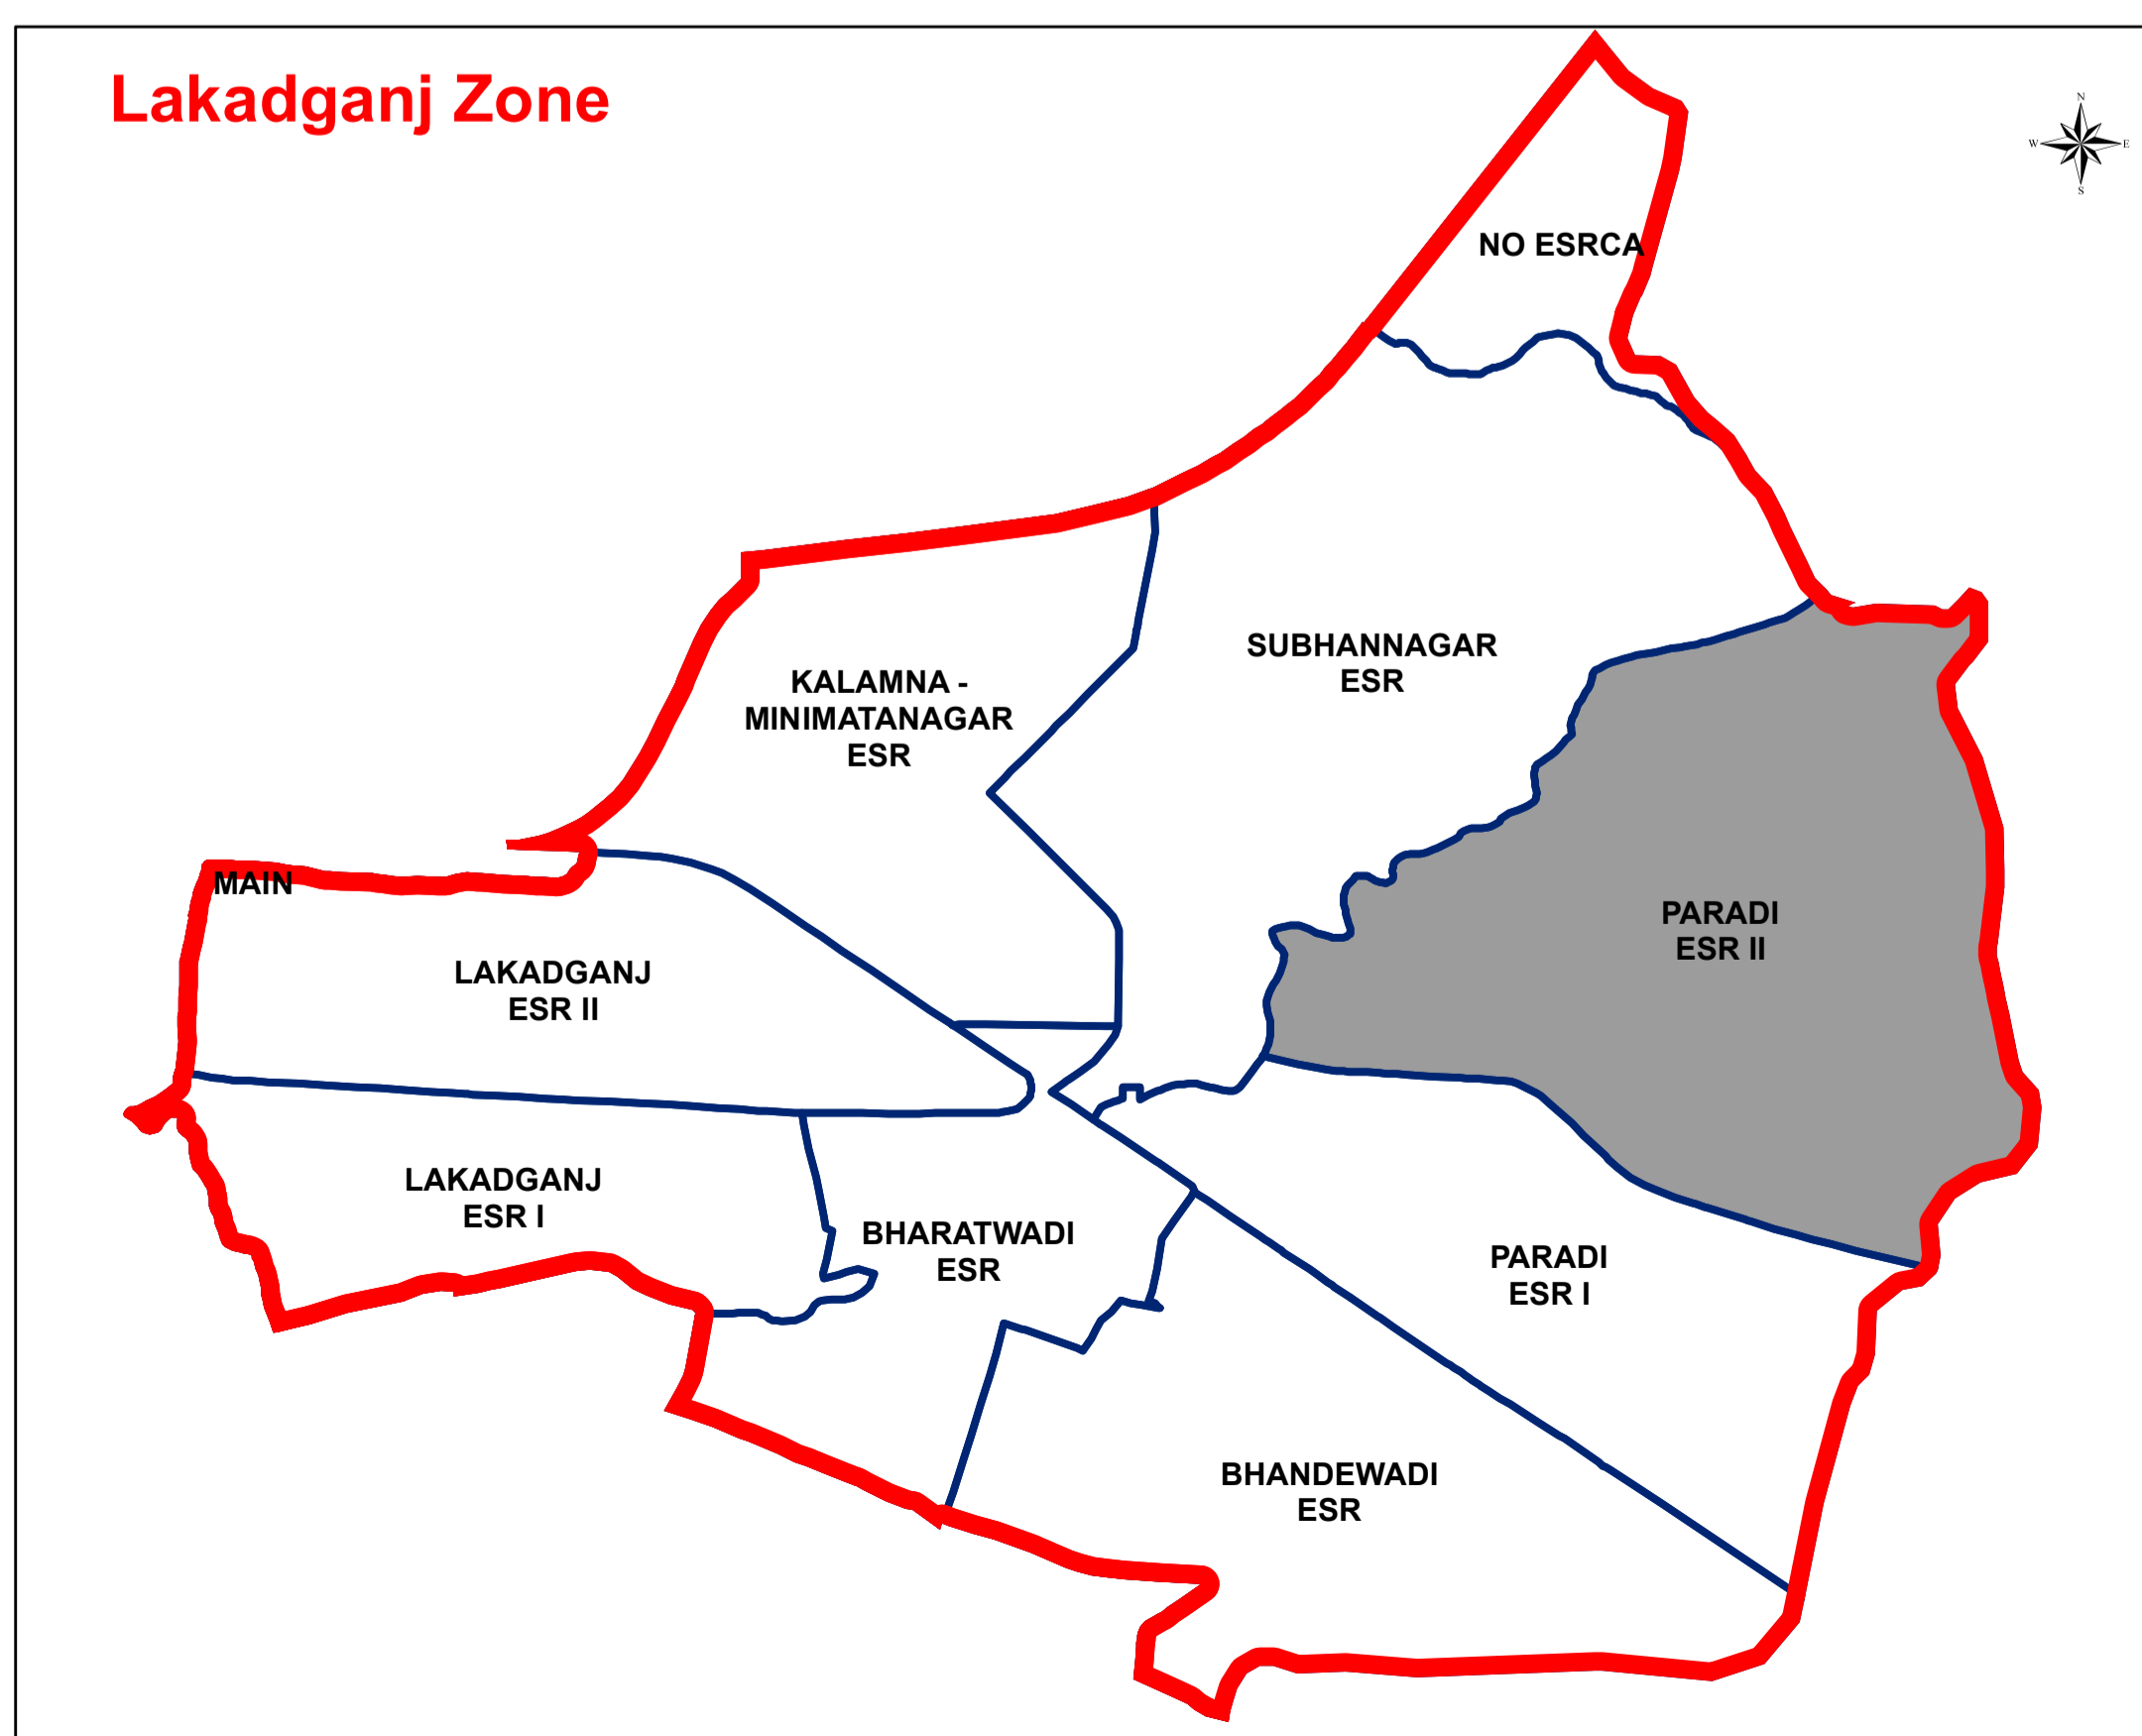 Lakadganj Zone
N
W
E
S
NO ESRCA
SUBHANNAGAR
ESR
KALAMNA -
MINIMATANAGAR
ESR
MAIN
PARADI
ESR II
LAKADGANJ
ESR II
LAKADGANJ
ESR I
BHARATWADI
ESR
PARADI
ESR I
BHANDEWADI
ESR